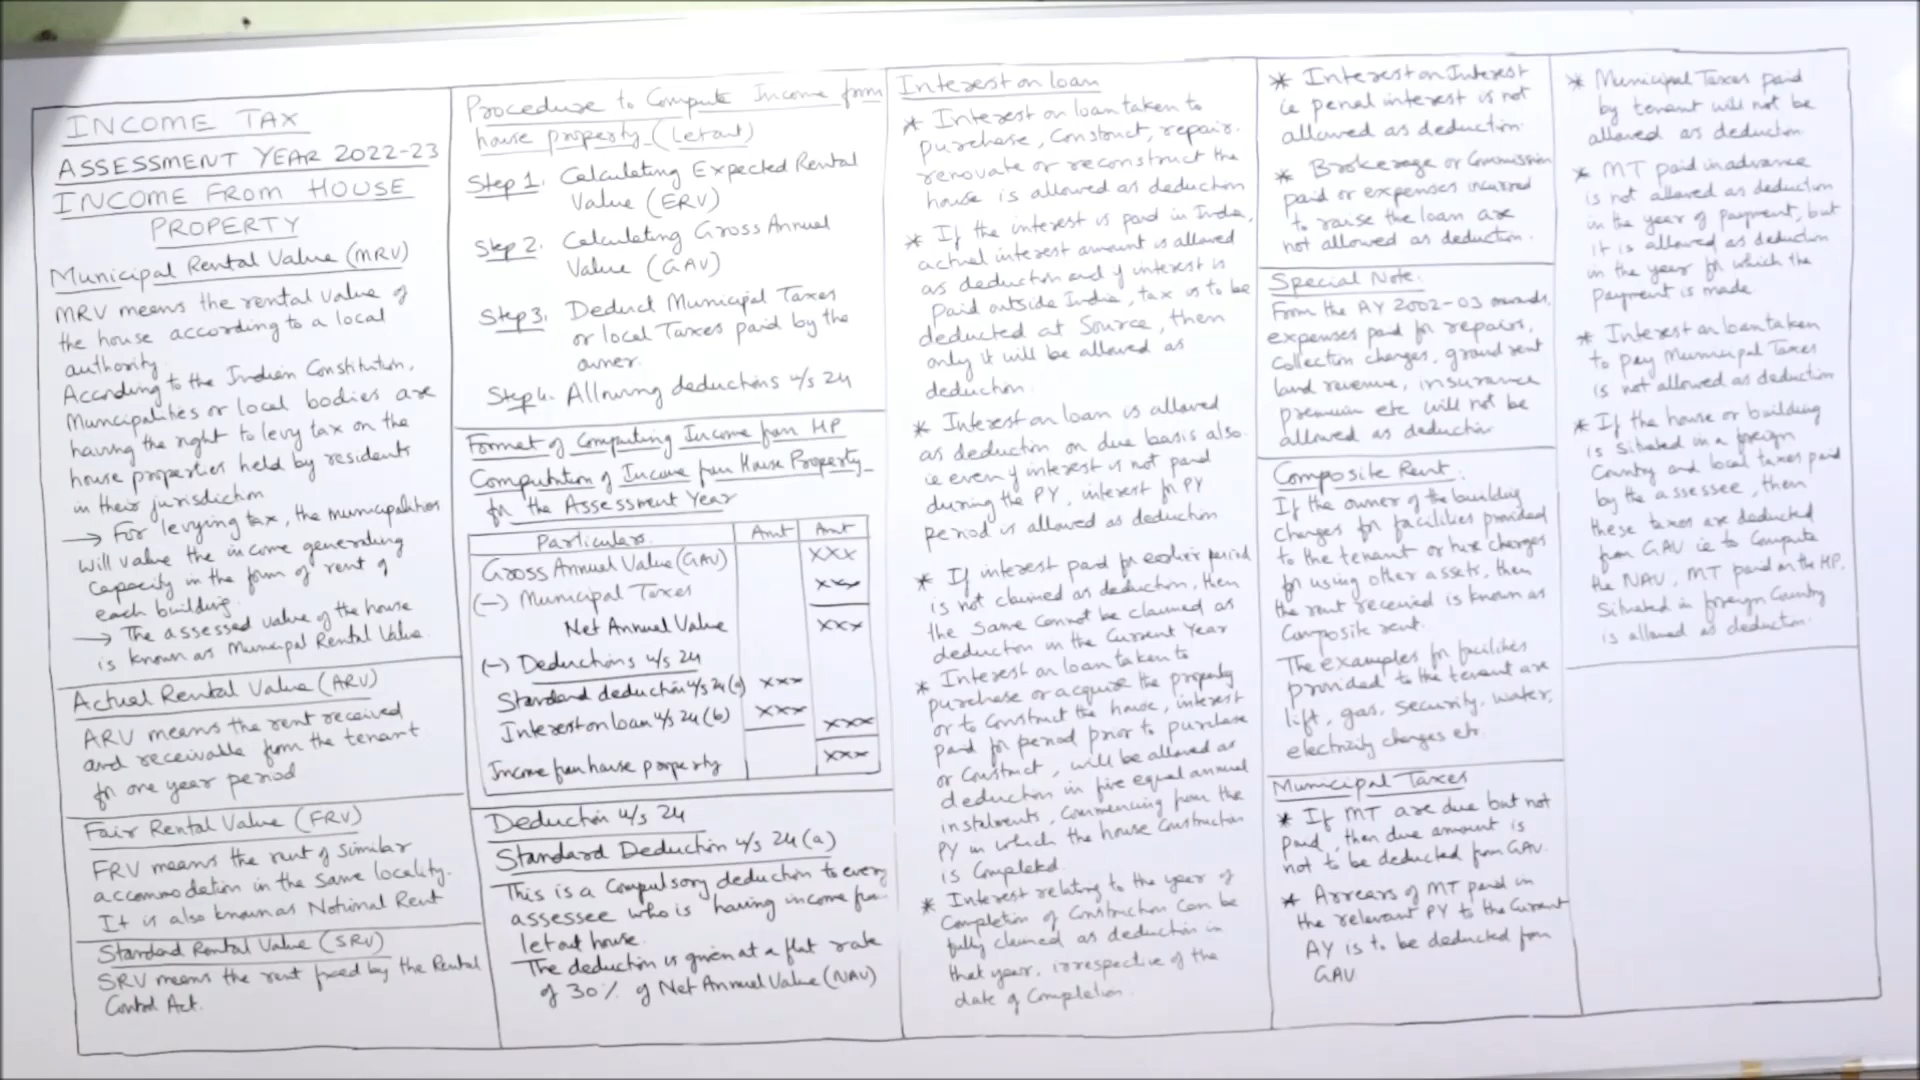 INCOME TAX
ASSESSMENT YEAR 2022-23
INCOME FROM HOUSE
PROPERTY
Municipal Rental Value (MRV)
MRV means the rental value of
the house according to a local
authority.
According to the Indian Constitution,
Municipalities or local bodies are
having the right to levy tax on the
house properties held by residents
in their jurisdiction
→ For levying tax, the municipalities
will value the income generating
capacity in the form of rent of
each building.
→ The assessed value of the house
is known as Municipal Rental Value.
Actual Rental Value (ARV)
ARV means the rent received
and receivable from the tenant
for one year period
Fair Rental Value (FRV)
FRV means the rent of similar
accommodation in the same locality.
It is also known as Notional Rent
Standard Rental Value (SRV)
SRV means the rent fixed by the Rental
Control Act.
Procedure to Compute Income from
house property (let out)
Step 1. Calculating Expected Rental
Value (ERV)
Step 2. Calculating Gross Annual
Value (GAV)
Step 3. Deduct Municipal Taxes
or local Taxes paid by the
owner.
Step 4. Allowing deductions u/s 24
Format of Computing Income from HP
Computation of Income from House Property
for the Assessment Year
Particulars Amt Amt
Gross Annual Value (GAV) xxx
(-) Municipal Taxes xxx
Net Annual Value xxx
(-) Deductions u/s 24
Standard deduction u/s 24(a) xxx
Interest on loan u/s 24(b) xxx xxx
Income from house property xxx
Deduction u/s 24
Standard Deduction u/s 24(a)
This is a Compulsory deduction to every
assessee who is having income from
let out house.
The deduction is given at a flat rate
of 30% of Net Annual Value (NAV)
Interest on loan
* Interest on loan taken to
purchase, Construct, repair.
renovate or reconstruct the
house is allowed as deduction
* If the interest is paid in India,
actual interest amount is allowed
as deduction and if interest is
Paid outside India, tax is to be
deducted at Source, then
only it will be allowed as
deduction.
* Interest on loan is allowed
as deduction on due basis also
ie even if interest is not paid
during the PY, interest for PY
period is allowed as deduction
* If interest paid for earlier period
is not claimed as deduction, then
the same cannot be claimed as
deduction in the Current Year
* Interest on loan taken to
purchase or acquire the property
or to Construct the house, interest
paid for period prior to purchase
or Construct, will be allowed as
deduction in five equal annual
instalments, Commencing from the
PY in which the house Construction
is Completed.
* Interest relating to the year of
Completion of Construction can be
fully claimed as deduction in
that year, irrespective of the
date of Completion.
* Interest on Interest
ie penal interest is not
allowed as deduction.
* Brokerage or Commission
paid or expenses incurred
to raise the loan are
not allowed as deduction.
Special Note:
From the AY 2002-03 onwards,
expenses paid for repairs,
Collection charges, ground rent
land revenue, insurance
premium etc will not be
allowed as deduction
Composite Rent.
If the owner of the building
charges for facilities provided
to the tenant or hire charges
for using other assets, then
the rent received is known as
Composite rent.
The examples for facilities
provided to the tenant are
lift, gas, security, water,
electricity charges etc.
Municipal Taxes
* If MT are due but not
paid, then due amount is
not to be deducted from GAV.
* Arrears of MT paid in
the relevant PY to the Current
AY is to be deducted from
GAV
* Municipal Taxes paid
by tenant will not be
allowed as deduction.
* MT paid in advance
is not allowed as deduction
in the year of payment, but
it is allowed as deduction
in the year for which the
payment is made
* Interest on loan taken
to pay Municipal Taxes
is not allowed as deduction
* If the house or building
is Situated in a foreign
Country and local taxes paid
by the assessee, then
these taxes are deducted
from GAV ie to Compute
the NAV, MT paid on the HP.
Situated in foreign Country
is allowed as deduction.